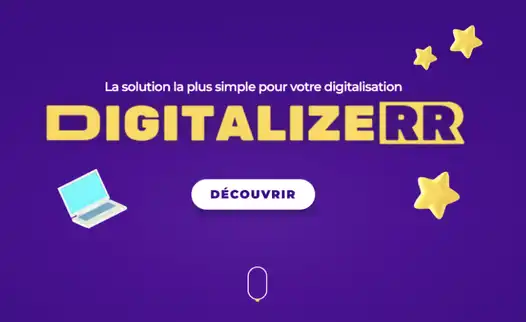 La solution la plus simple pour votre digitalisation
DIGITALIZERR
DÉCOUVRIR